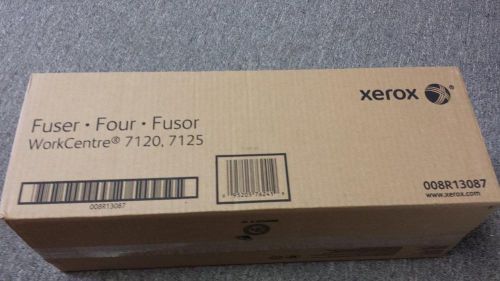 xerox
Fuser • Four • Fusor
WorkCentre® 7120, 7125
008R13087
008R13087
www.xerox.com